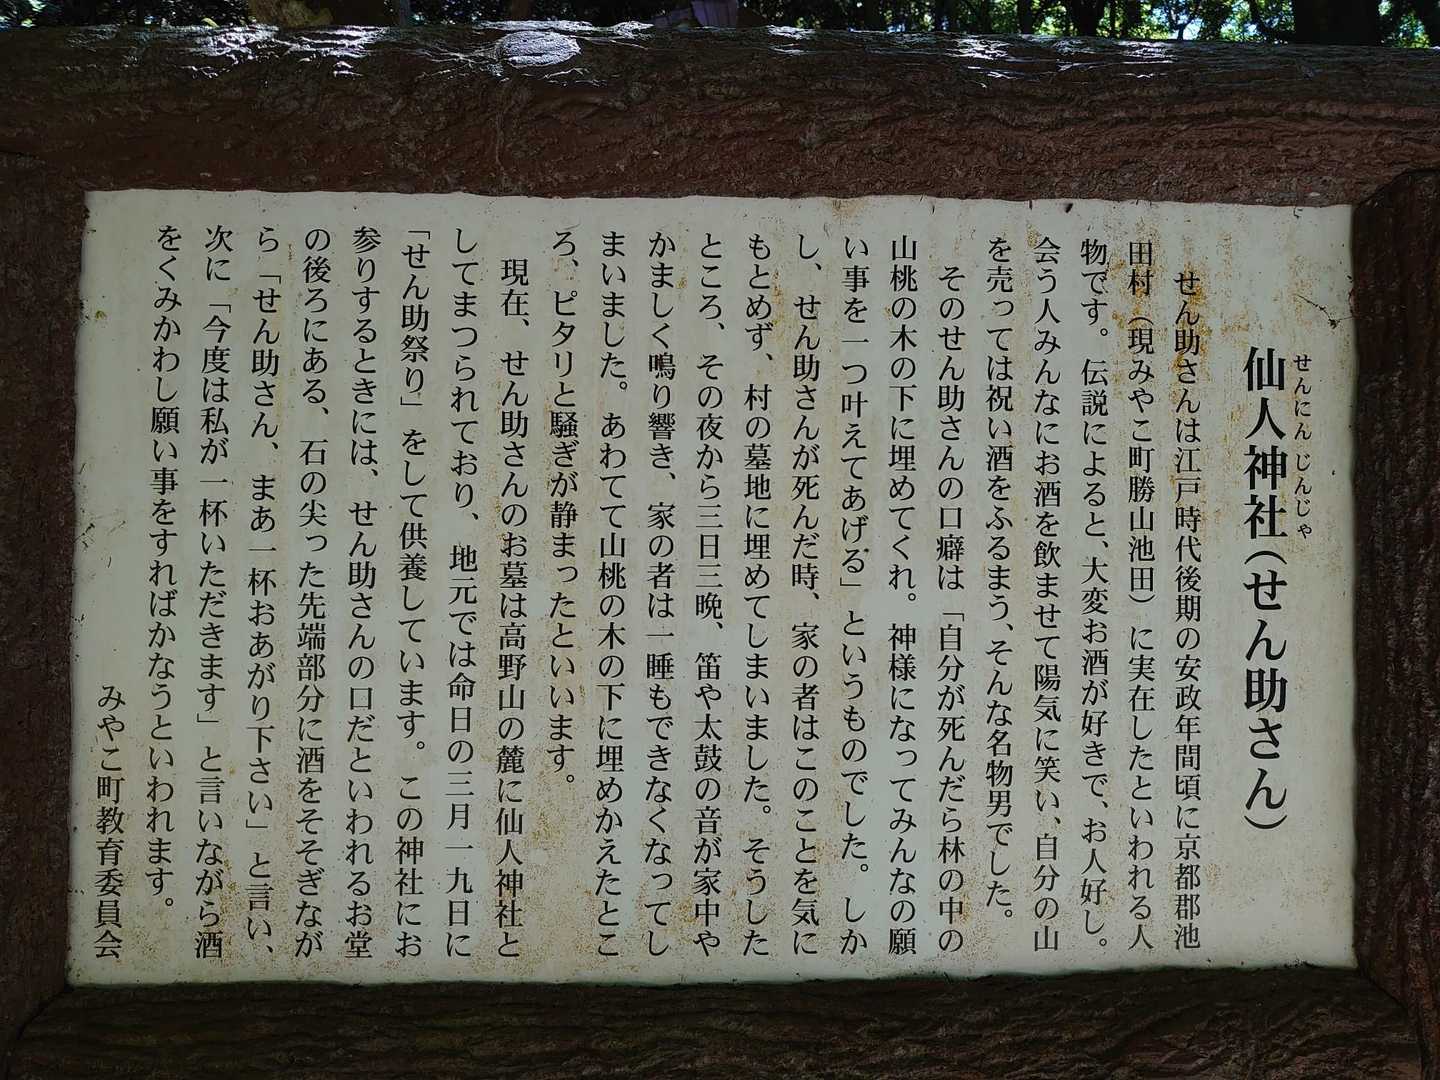 せんにんじんじゃ
仙人神社（せん助さん）
せん助さんは江戸時代後期の安政年間頃に京都郡池
田村（現みやこ町勝山池田）に実在したといわれる人
物です。伝説によると、大変お酒が好きで、お人好し。
会う人みんなにお酒を飲ませて陽気に笑い、自分の山
を売っては祝い酒をふるまう、そんな名物男でした。
そのせん助さんの口癖は「自分が死んだら林の中の
山桃の木の下に埋めてくれ。神様になってみんなの願
い事を一つ叶えてあげる」というものでした。しか
し、せん助さんが死んだ時、家の者はこのことを気に
もとめず、村の墓地に埋めてしまいました。そうした
ところ、その夜から三日三晩、笛や太鼓の音が家中や
かましく鳴り響き、家の者は一睡もできなくなってし
まいました。あわてて山桃の木の下に埋めかえたとこ
ろ、ピタリと騒ぎが静まったといいます。
現在、せん助さんのお墓は高野山の麓に仙人神社と
してまつられており、地元では命日の三月一九日に
「せん助祭り」をして供養しています。この神社にお
参りするときには、せん助さんの口だといわれるお堂
の後ろにある、石の尖った先端部分に酒をそそぎなが
ら「せん助さん、まあ一杯おあがり下さい」と言い、
次に「今度は私が一杯いただきます」と言いながら酒
をくみかわし願い事をすればかなうといわれます。
みやこ町教育委員会